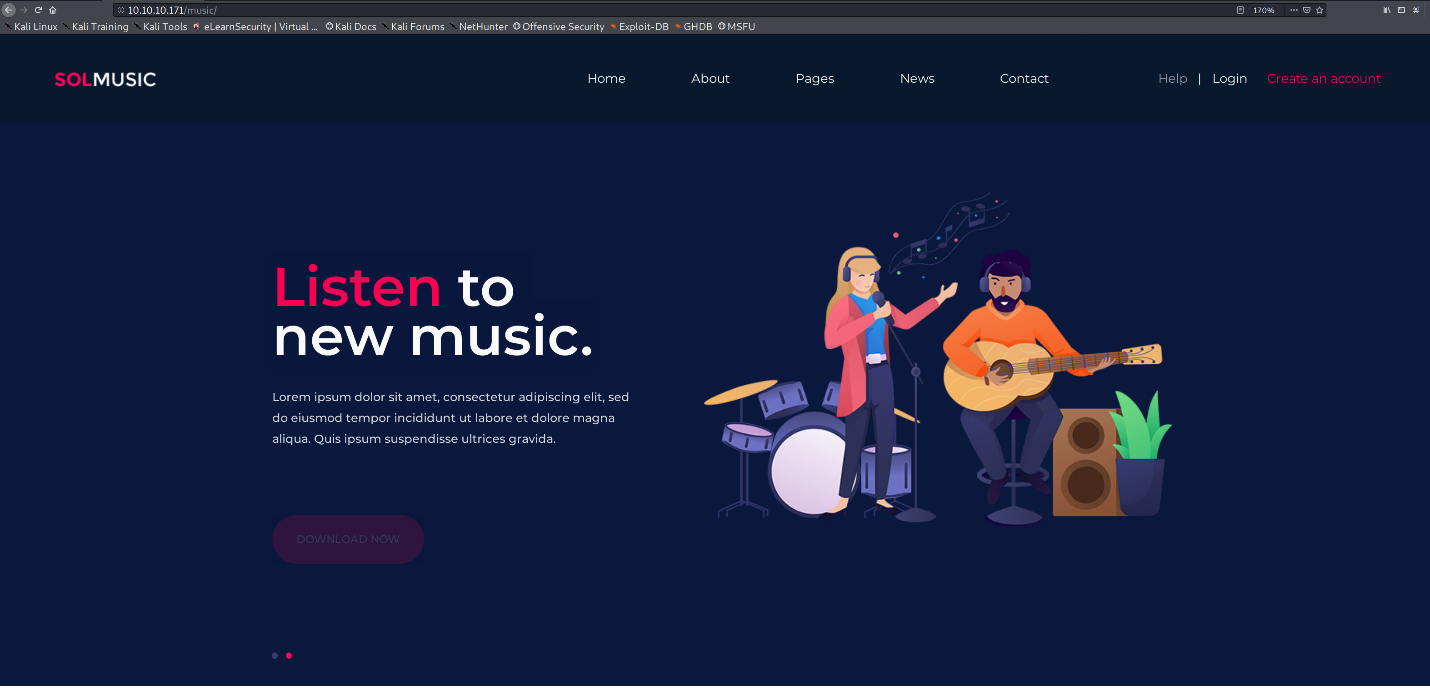 10.10.10.171/music/
170%
Kali Linux Kali Training Kali Tools eLearnSecurity | Virtual ... Kali Docs Kali Forums NetHunter Offensive Security Exploit-DB GHDB MSFU
SOLMUSIC
Home About Pages News Contact Help | Login Create an account
Listen to
new music.
Lorem ipsum dolor sit amet, consectetur adipiscing elit, sed
do eiusmod tempor incididunt ut labore et dolore magna
aliqua. Quis ipsum suspendisse ultrices gravida.
DOWNLOAD NOW